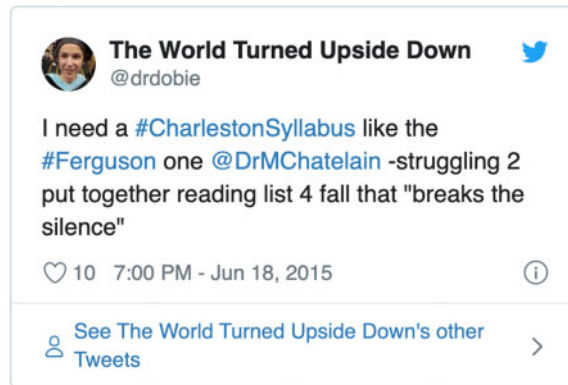 The World Turned Upside Down
@drdobie
I need a #CharlestonSyllabus like the
#Ferguson one @DrMChatelain -struggling 2
put together reading list 4 fall that "breaks the
silence"
10 7:00 PM - Jun 18, 2015
See The World Turned Upside Down's other
Tweets